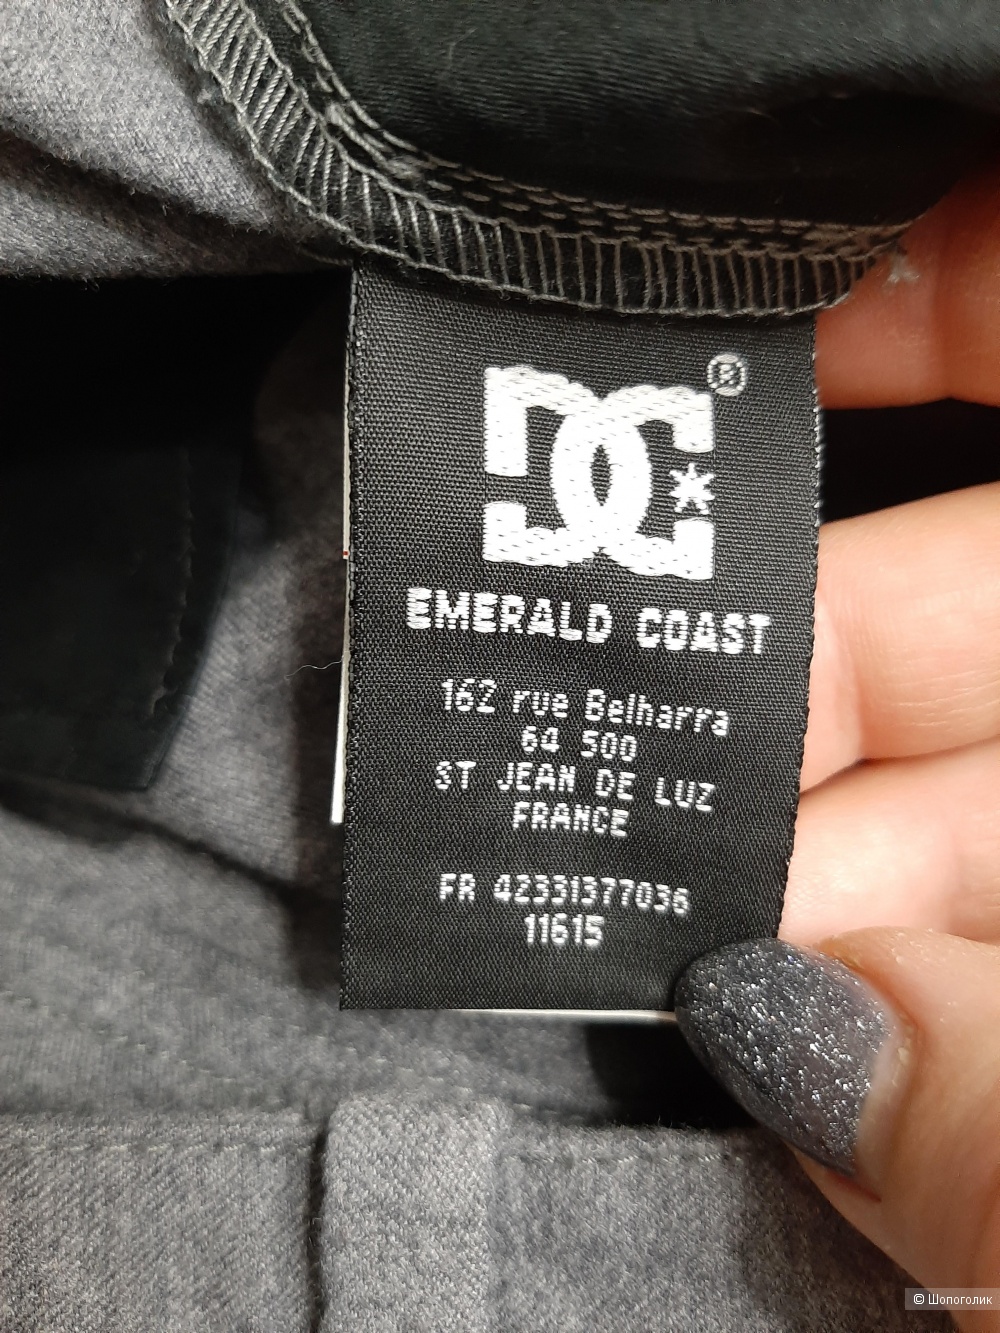 DC®
EMERALD COAST
162 rue Belharra
64 500
ST JEAN DE LUZ
FRANCE
FR 42331377036
11615
© Шопоголик